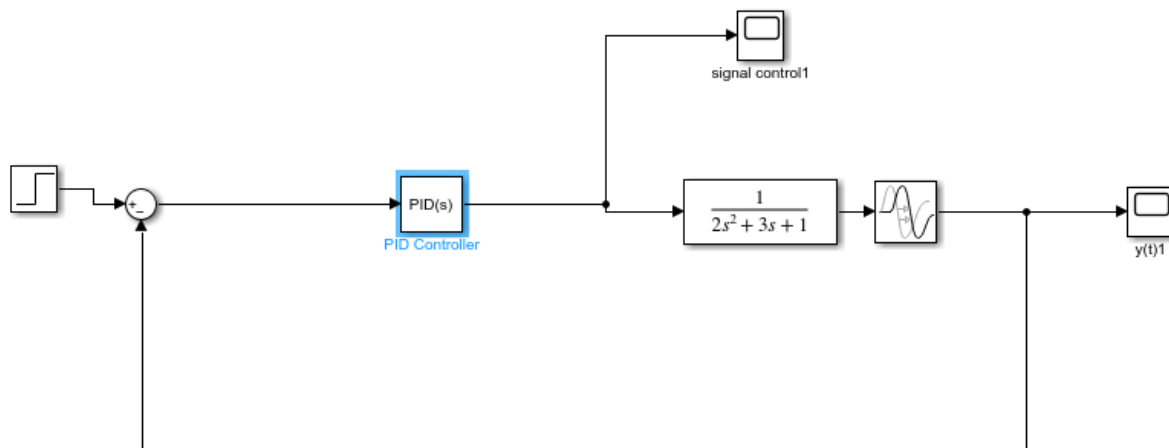 signal control1
+
−
PID(s)
PID Controller
1
2s² + 3s + 1
y(t)1